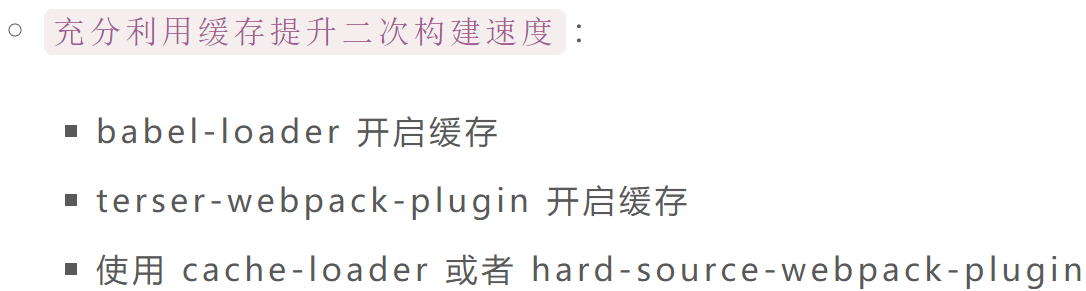 充分利用缓存提升二次构建速度：
babel-loader 开启缓存
terser-webpack-plugin 开启缓存
使用 cache-loader 或者 hard-source-webpack-plugin